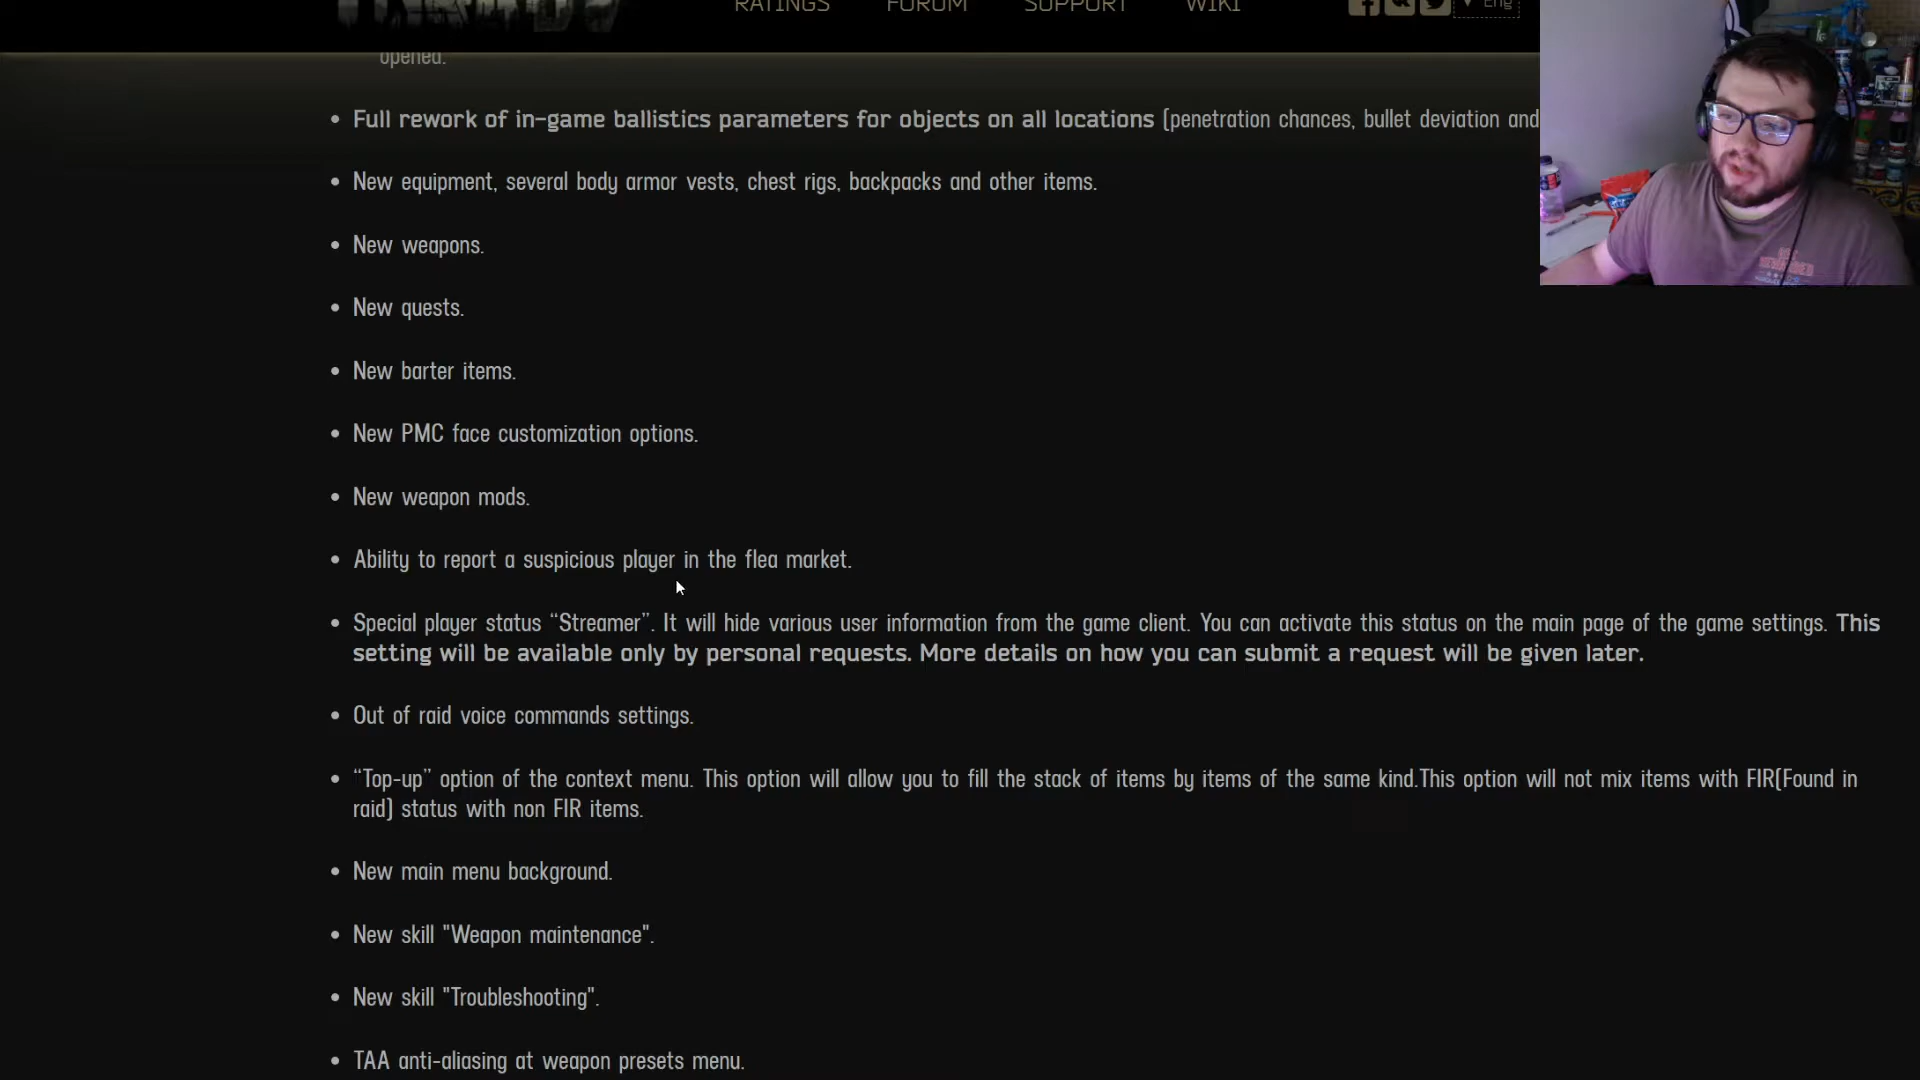 RATINGS FORUM SUPPORT WIKI Eng
opened.
• Full rework of in-game ballistics parameters for objects on all locations (penetration chances, bullet deviation and
• New equipment, several body armor vests, chest rigs, backpacks and other items.
• New weapons.
• New quests.
• New barter items.
• New PMC face customization options.
• New weapon mods.
• Ability to report a suspicious player in the flea market.
• Special player status “Streamer”. It will hide various user information from the game client. You can activate this status on the main page of the game settings. This
setting will be available only by personal requests. More details on how you can submit a request will be given later.
• Out of raid voice commands settings.
• “Top-up” option of the context menu. This option will allow you to fill the stack of items by items of the same kind.This option will not mix items with FIR(Found in
raid) status with non FIR items.
• New main menu background.
• New skill "Weapon maintenance".
• New skill "Troubleshooting".
• TAA anti-aliasing at weapon presets menu.